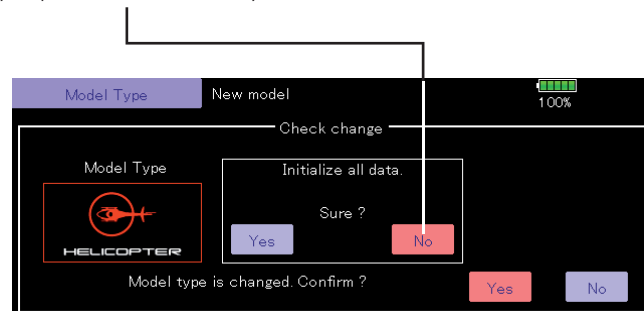 Model Type New model
100%
Check change
Model Type
Initialize all data.
Sure ?
Yes No
HELICOPTER
Model type is changed. Confirm ?
Yes No